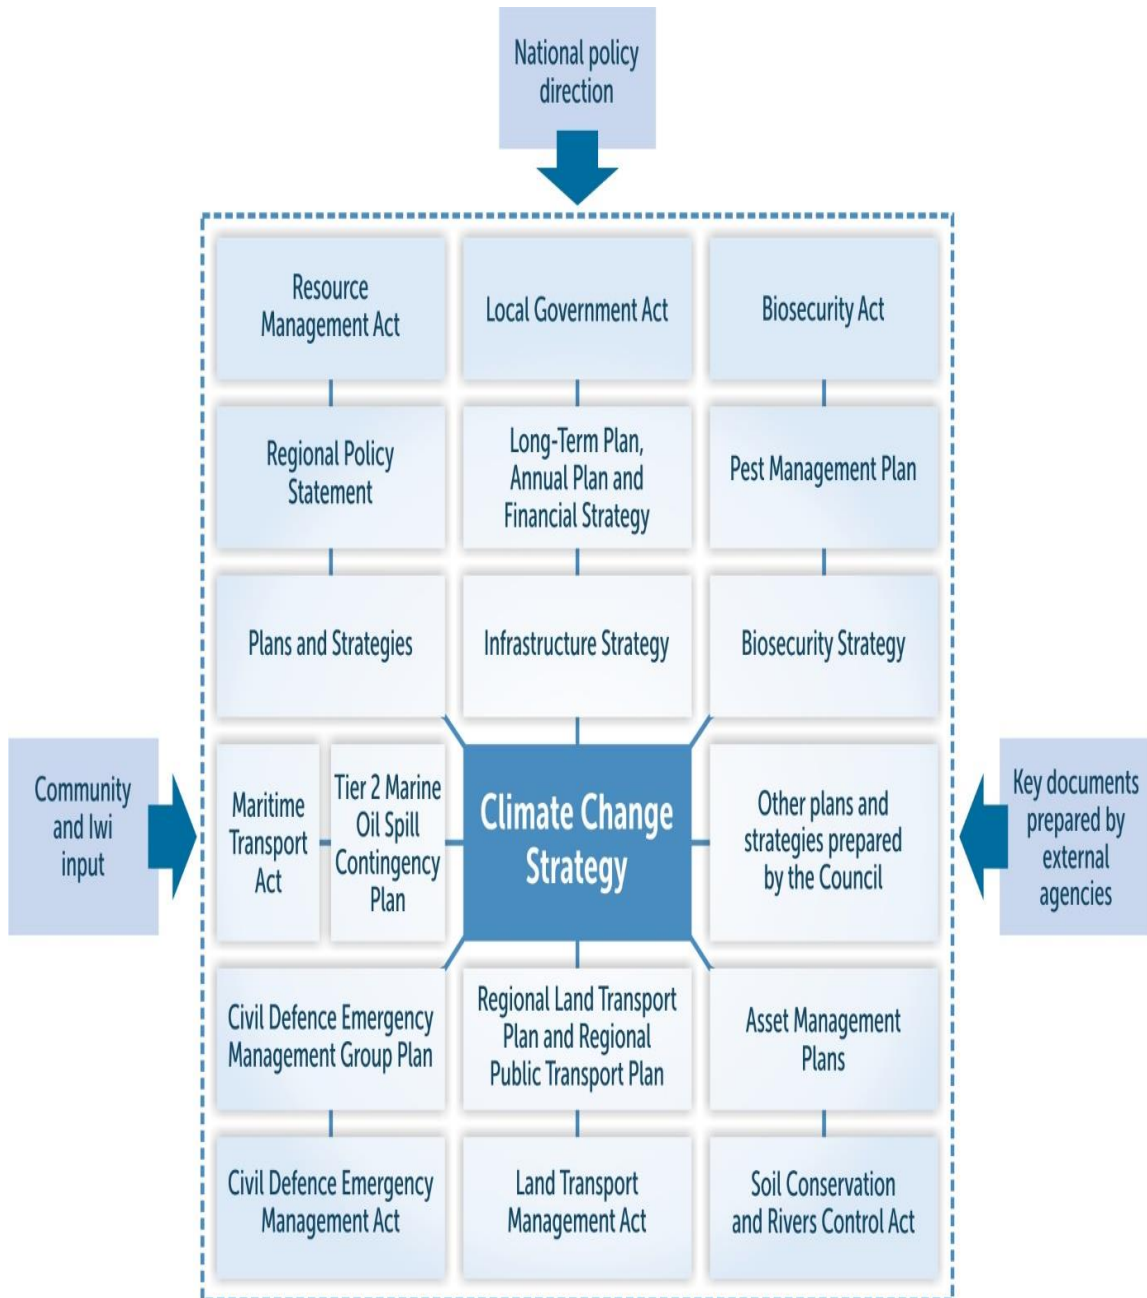 National policy
direction
Resource
Management Act
Local Government Act
Biosecurity Act
Regional Policy
Statement
Long-Term Plan,
Annual Plan and
Financial Strategy
Pest Management Plan
Plans and Strategies
Infrastructure Strategy
Biosecurity Strategy
Community
and Iwi
input
Maritime
Transport
Act
Tier 2 Marine
Oil Spill
Contingency
Plan
Climate Change
Strategy
Other plans and
strategies prepared
by the Council
Key documents
prepared by
external
agencies
Civil Defence Emergency
Management Group Plan
Regional Land Transport
Plan and Regional
Public Transport Plan
Asset Management
Plans
Civil Defence Emergency
Management Act
Land Transport
Management Act
Soil Conservation
and Rivers Control Act